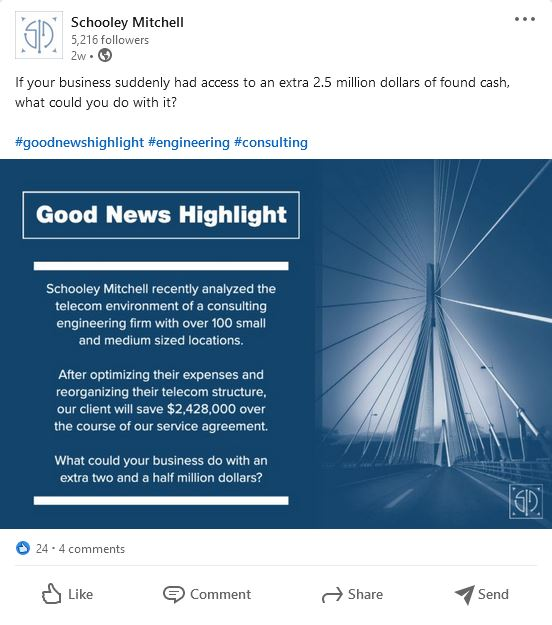 Schooley Mitchell
5,216 followers
2w •
If your business suddenly had access to an extra 2.5 million dollars of found cash,
what could you do with it?
#goodnewshighlight #engineering #consulting
Good News Highlight
Schooley Mitchell recently analyzed the
telecom environment of a consulting
engineering firm with over 100 small
and medium sized locations.
After optimizing their expenses and
reorganizing their telecom structure,
our client will save $2,428,000 over
the course of our service agreement.
What could your business do with an
extra two and a half million dollars?
24 • 4 comments
Like
Comment
Share
Send